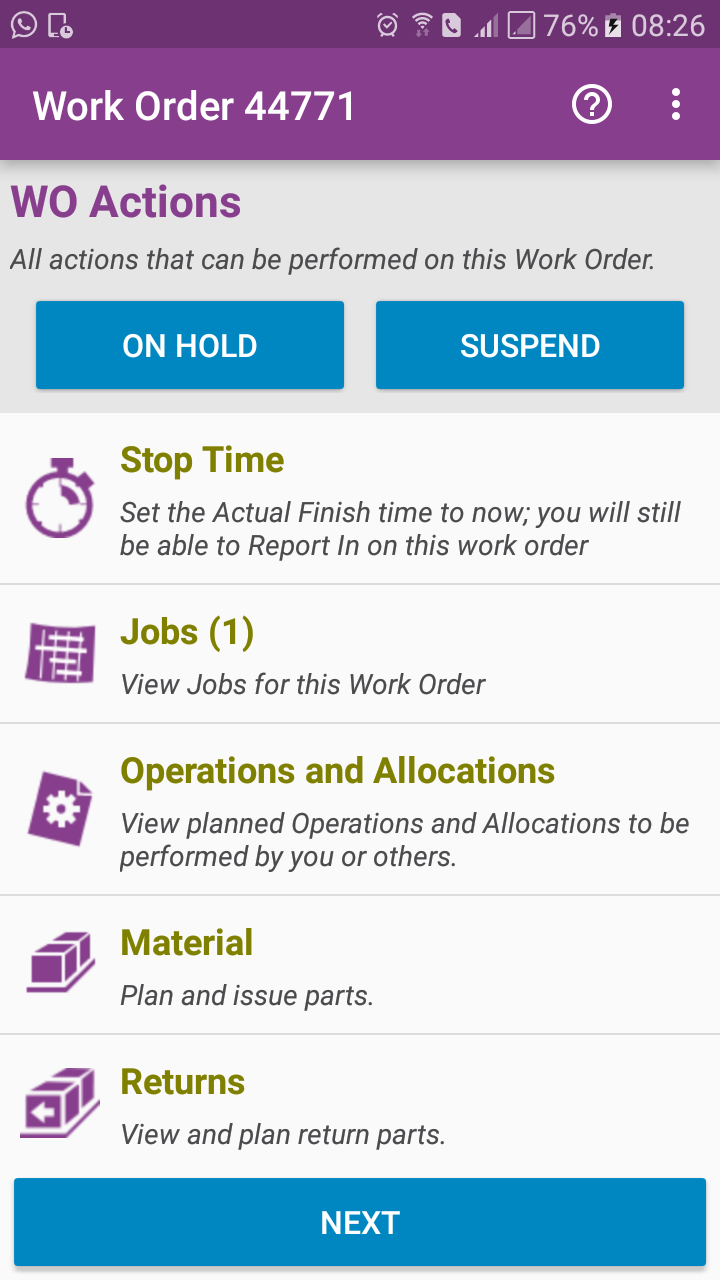 76% 08:26
Work Order 44771
WO Actions
All actions that can be performed on this Work Order.
ON HOLD SUSPEND
Stop Time
Set the Actual Finish time to now; you will still
be able to Report In on this work order
Jobs (1)
View Jobs for this Work Order
Operations and Allocations
View planned Operations and Allocations to be
performed by you or others.
Material
Plan and issue parts.
Returns
View and plan return parts.
NEXT